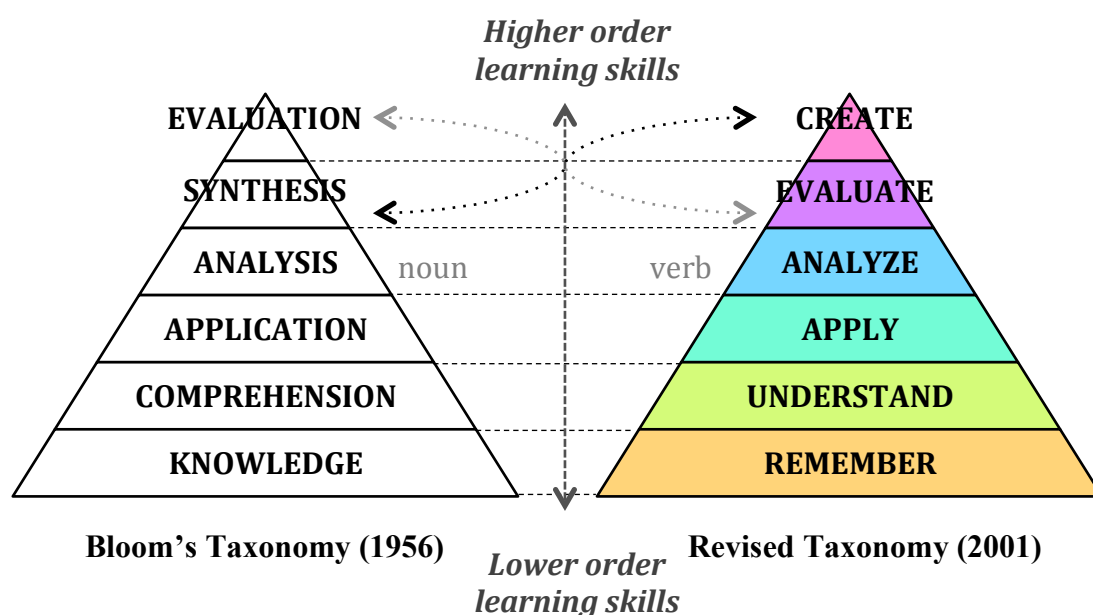 Higher order
learning skills
EVALUATION
SYNTHESIS
ANALYSIS
APPLICATION
COMPREHENSION
KNOWLEDGE
Bloom's Taxonomy (1956)
noun
verb
CREATE
EVALUATE
ANALYZE
APPLY
UNDERSTAND
REMEMBER
Revised Taxonomy (2001)
Lower order
learning skills